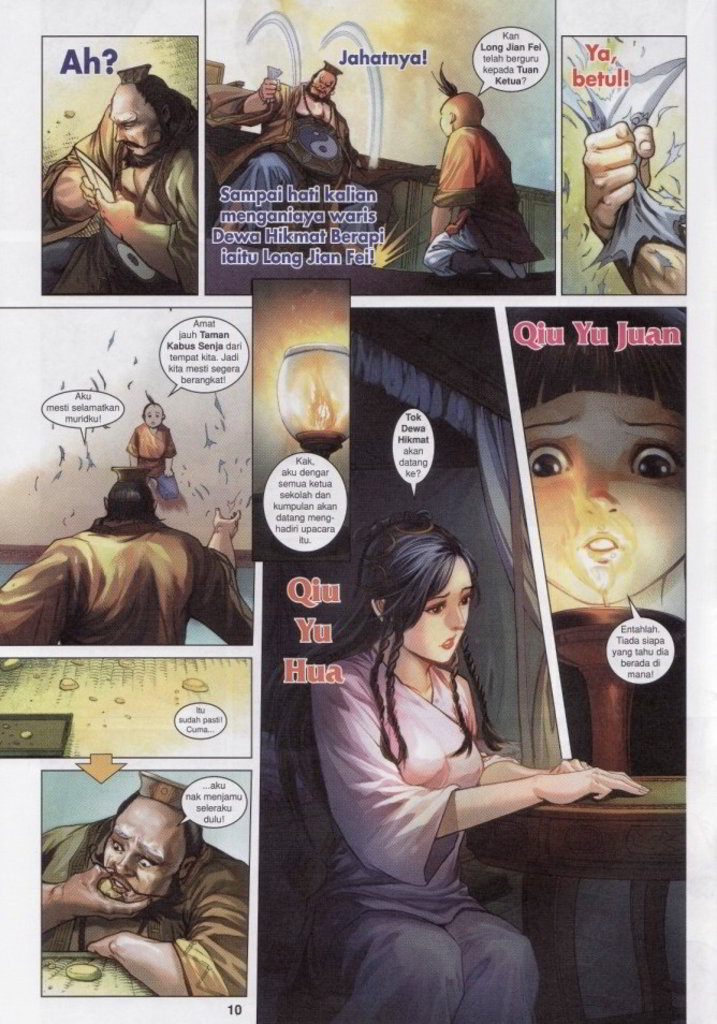 Ah?
Jahatnya!
Kan
Long Jian Fei
telah berguru
kepada Tuan
Ketua?
Sampai hati kalian
menganiaya waris
Dewa Hikmat Berapi
iaitu Long Jian Fei!
Ya,
betul!
Amat
jauh Taman
Kabus Senja dari
tempat kita. Jadi
kita mesti segera
berangkat!
Aku
mesti selamatkan
muridku!
Itu
sudah pasti!
Cuma...
...aku
nak menjamu
seleraku
dulu!
Kak,
aku dengar
semua ketua
sekolah dan
kumpulan akan
datang meng-
hadiri upacara
itu.
Tok
Dewa
Hikmat
akan
datang
ke?
Qiu
Yu
Hua
Qiu Yu Juan
Entahlah.
Tiada siapa
yang tahu dia
berada di
mana!
10